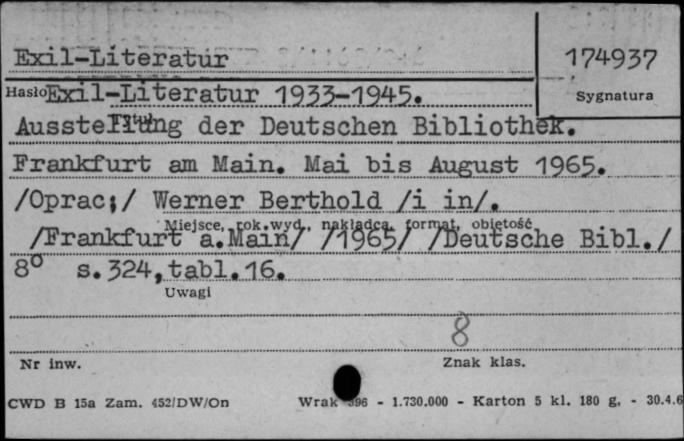 Exil-Literatur
174937
Hasło Exil-Literatur 1933-1945.
Sygnatura
Tytuł
Ausstellung der Deutschen Bibliothek.
Frankfurt am Main. Mai bis August 1965.
/Oprac:/ Werner Berthold /i in/.
Miejsce, rok wyd., nakładca, format, objętość
/Frankfurt a.Main/ /1965/ /Deutsche Bibl./
8° s.324, tabl.16.
Uwagi
8
Nr inw.
Znak klas.
CWD B 15a Zam. 452/DW/On Wrak 396 - 1.730.000 - Karton 5 kl. 180 g. - 30.4.6